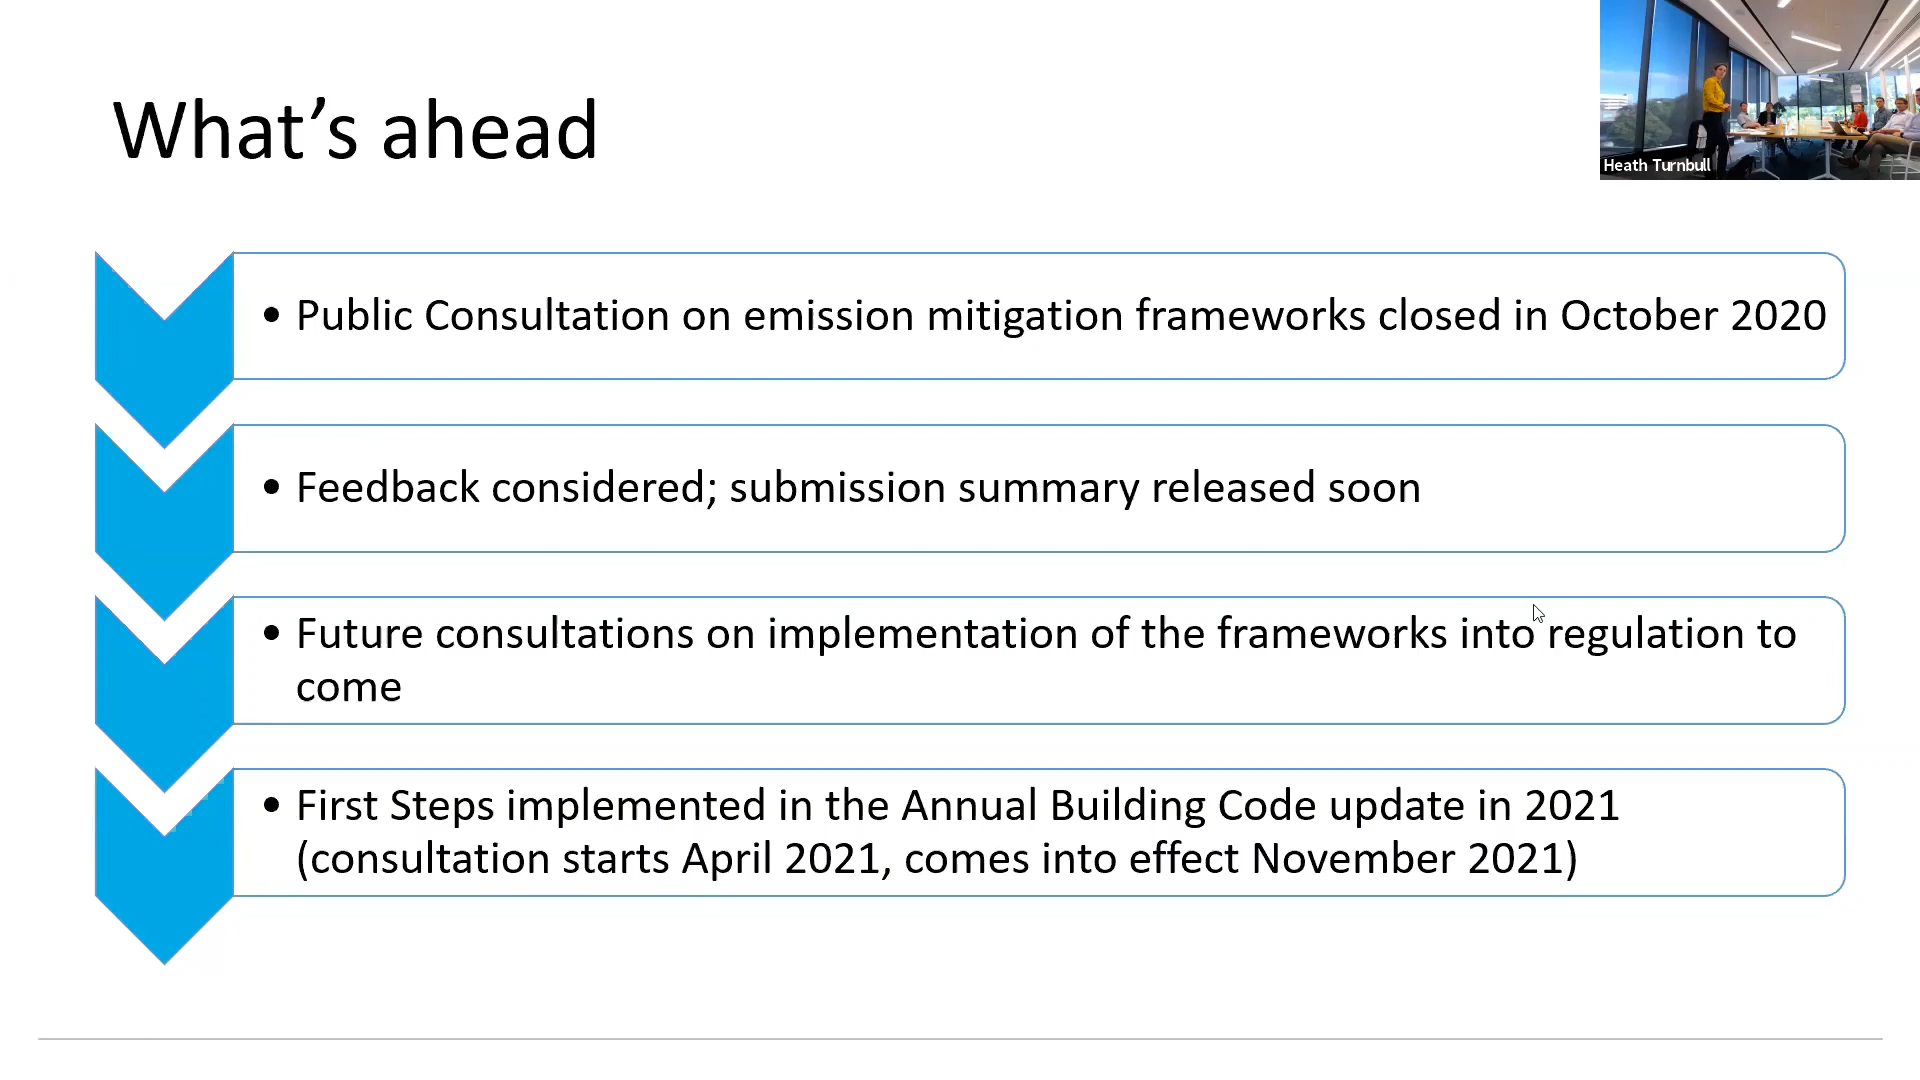 What’s ahead
Heath Turnbull
• Public Consultation on emission mitigation frameworks closed in October 2020
• Feedback considered; submission summary released soon
• Future consultations on implementation of the frameworks into regulation to
come
• First Steps implemented in the Annual Building Code update in 2021
(consultation starts April 2021, comes into effect November 2021)